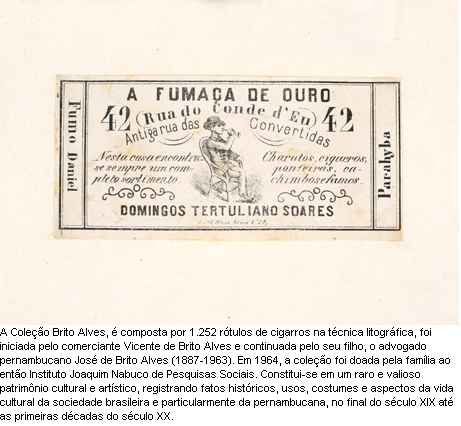 A FUMAÇA DE OURO
42 Rua do Conde d'Eu 42
Antiga rua das Convertidas
Fumo Daniel
Nesta casa encontra
se sempre um com-
pleto sortimento
Charutos, cigarros,
ponteiros, ca-
chimbos e fumos.
Parahyba
DOMINGOS TERTULIANO SOARES
A Coleção Brito Alves, é composta por 1.252 rótulos de cigarros na técnica litográfica, foi
iniciada pelo comerciante Vicente de Brito Alves e continuada pelo seu filho, o advogado
pernambucano José de Brito Alves (1887-1963). Em 1964, a coleção foi doada pela família ao
então Instituto Joaquim Nabuco de Pesquisas Sociais. Constitui-se em um raro e valioso
patrimônio cultural e artístico, registrando fatos históricos, usos, costumes e aspectos da vida
cultural da sociedade brasileira e particularmente da pernambucana, no final do século XIX até
as primeiras décadas do século XX.